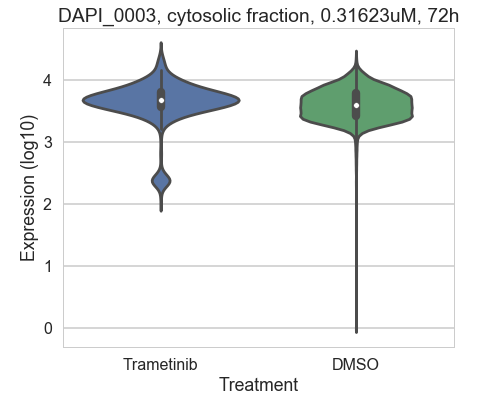 DAPI_0003, cytosolic fraction, 0.31623uM, 72h
Expression (log10)
4
3
2
1
0
Trametinib
DMSO
Treatment